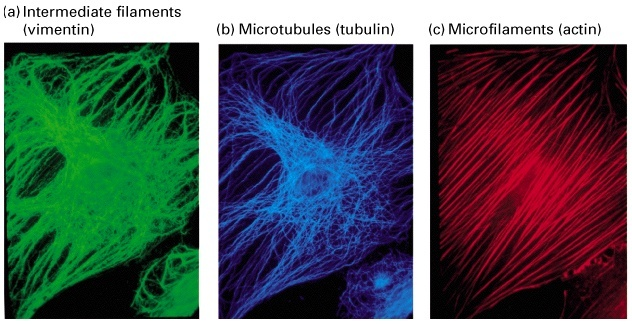 (a) Intermediate filaments
(vimentin)
(b) Microtubules (tubulin)
(c) Microfilaments (actin)